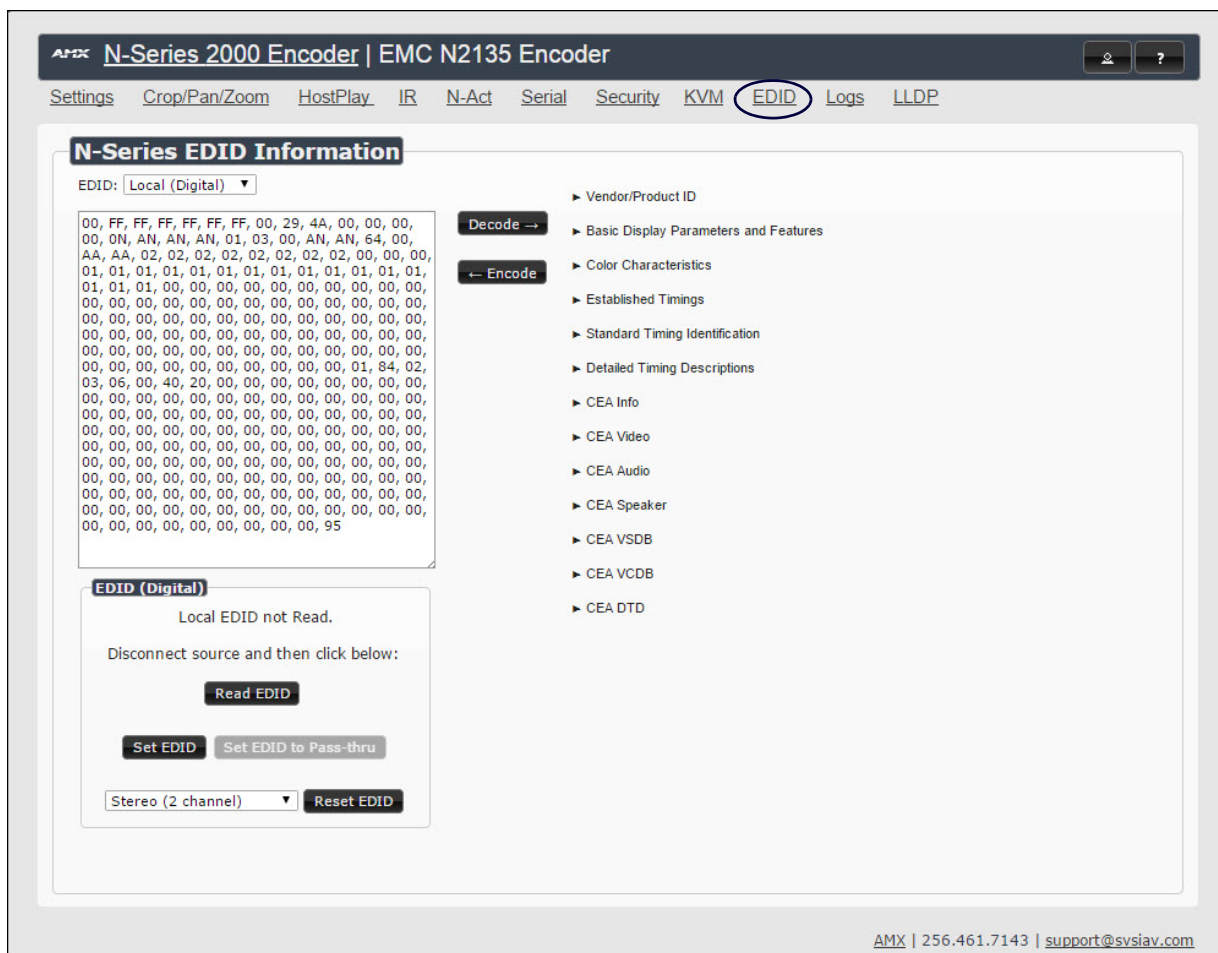 AMX N-Series 2000 Encoder | EMC N2135 Encoder
?
Settings Crop/Pan/Zoom HostPlay IR N-Act Serial Security KVM EDID Logs LLDP
N-Series EDID Information
EDID: Local (Digital)
00, FF, FF, FF, FF, FF, FF, 00, 29, 4A, 00, 00, 00,
00, 0N, AN, AN, AN, 01, 03, 00, AN, AN, 64, 00,
AA, AA, 02, 02, 02, 02, 02, 02, 02, 02, 00, 00, 00,
01, 01, 01, 01, 01, 01, 01, 01, 01, 01, 01, 01, 01,
01, 01, 01, 00, 00, 00, 00, 00, 00, 00, 00, 00, 00,
00, 00, 00, 00, 00, 00, 00, 00, 00, 00, 00, 00, 00,
00, 00, 00, 00, 00, 00, 00, 00, 00, 00, 00, 00, 00,
00, 00, 00, 00, 00, 00, 00, 00, 00, 00, 00, 00, 00,
00, 00, 00, 00, 00, 00, 00, 00, 00, 00, 00, 00, 00,
00, 00, 00, 00, 00, 00, 00, 00, 00, 00, 01, 84, 02,
03, 06, 00, 40, 20, 00, 00, 00, 00, 00, 00, 00, 00,
00, 00, 00, 00, 00, 00, 00, 00, 00, 00, 00, 00, 00,
00, 00, 00, 00, 00, 00, 00, 00, 00, 00, 00, 00, 00,
00, 00, 00, 00, 00, 00, 00, 00, 00, 00, 00, 00, 00,
00, 00, 00, 00, 00, 00, 00, 00, 00, 00, 00, 00, 00,
00, 00, 00, 00, 00, 00, 00, 00, 00, 00, 00, 00, 00,
00, 00, 00, 00, 00, 00, 00, 00, 00, 00, 00, 00, 00,
00, 00, 00, 00, 00, 00, 00, 00, 00, 00, 00, 00, 00,
00, 00, 00, 00, 00, 00, 00, 00, 00, 00, 00, 00, 00,
00, 00, 00, 00, 00, 00, 00, 00, 00, 95
Decode →
← Encode
► Vendor/Product ID
► Basic Display Parameters and Features
► Color Characteristics
► Established Timings
► Standard Timing Identification
► Detailed Timing Descriptions
► CEA Info
► CEA Video
► CEA Audio
► CEA Speaker
► CEA VSDB
► CEA VCDB
► CEA DTD
EDID (Digital)
Local EDID not Read.
Disconnect source and then click below:
Read EDID
Set EDID Set EDID to Pass-thru
Stereo (2 channel) Reset EDID
AMX | 256.461.7143 | support@svsiav.com